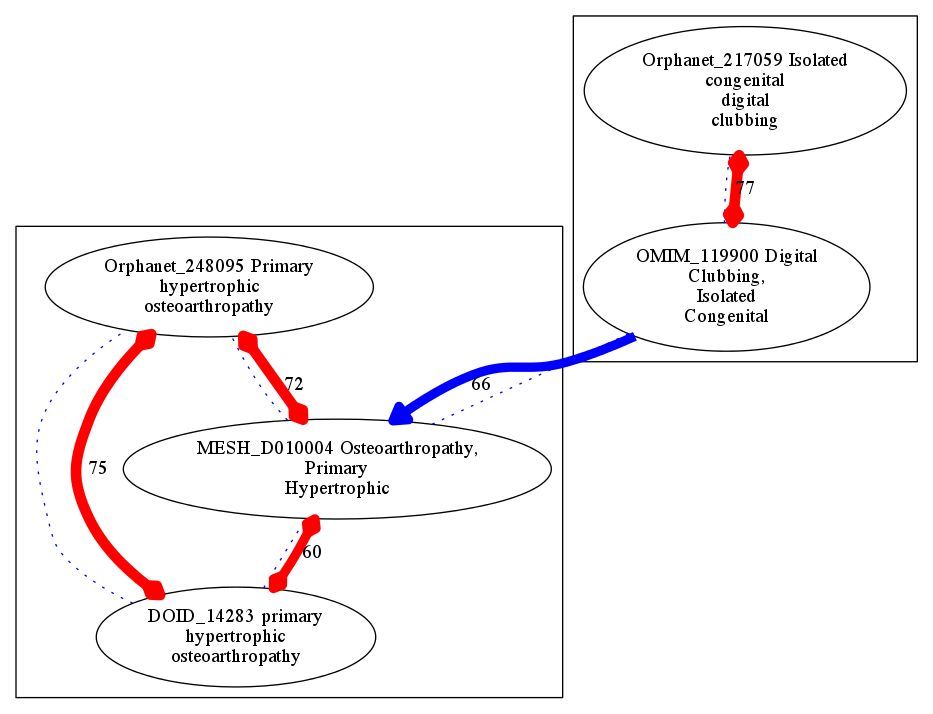 Orphanet_217059 Isolated
congenital
digital
clubbing
77
OMIM_119900 Digital
Clubbing,
Isolated
Congenital
Orphanet_248095 Primary
hypertrophic
osteoarthropathy
72
66
MESH_D010004 Osteoarthropathy,
Primary
Hypertrophic
75
60
DOID_14283 primary
hypertrophic
osteoarthropathy